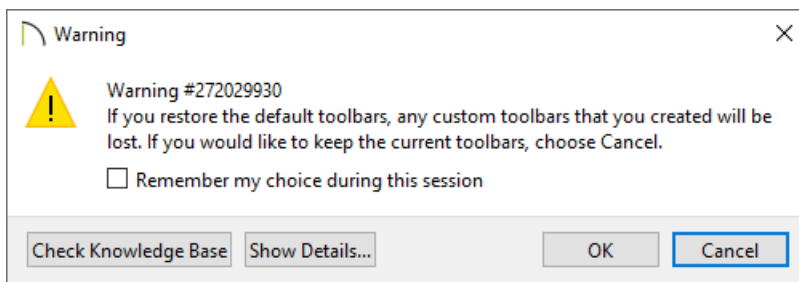 Warning
Warning #272029930
If you restore the default toolbars, any custom toolbars that you created will be
lost. If you would like to keep the current toolbars, choose Cancel.
Remember my choice during this session
Check Knowledge Base Show Details... OK Cancel